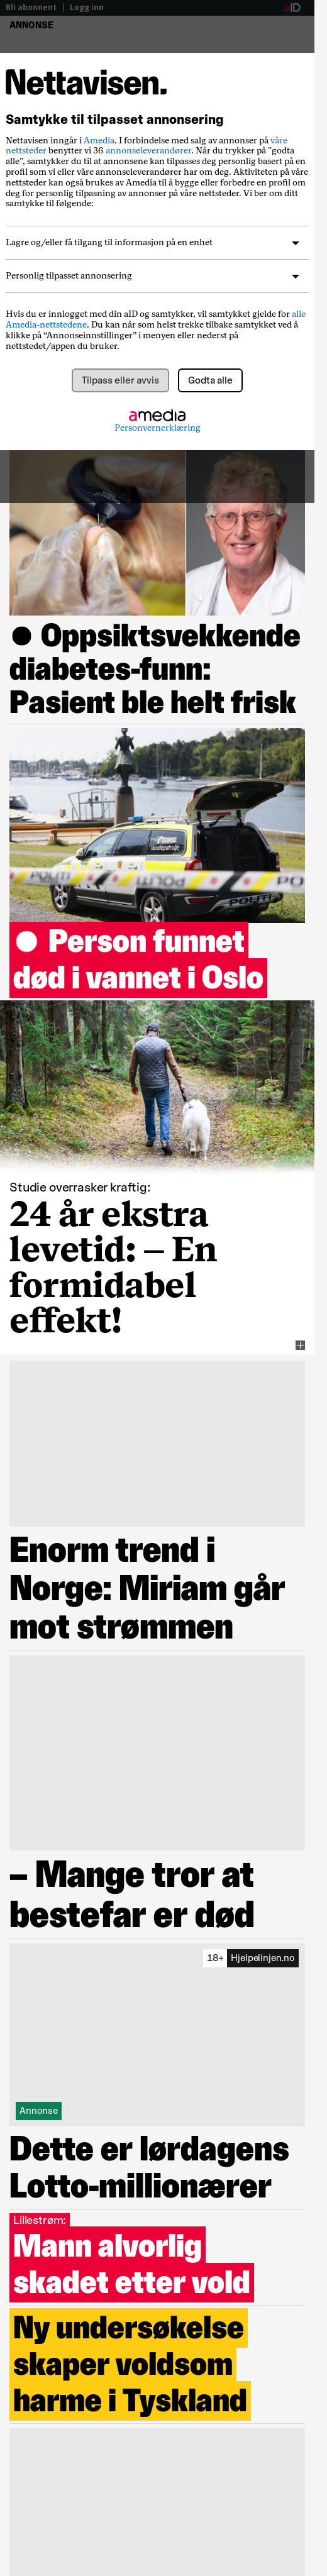 Bli abonnent | Logg inn
aID
ANNONSE
Nettavisen.
Samtykke til tilpasset annonsering
Nettavisen inngår i Amedia. I forbindelse med salg av annonser på våre
nettsteder benytter vi 36 annonseleverandører. Når du trykker på "godta
alle", samtykker du til at annonsene kan tilpasses deg personlig basert på en
profil som vi eller våre annonseleverandører har om deg. Aktiviteten på våre
nettsteder kan også brukes av Amedia til å bygge eller forbedre en profil om
deg for personlig tilpasning av annonser på våre nettsteder. Vi ber om ditt
samtykke til følgende:
Lagre og/eller få tilgang til informasjon på en enhet
Personlig tilpasset annonsering
Hvis du er innlogget med din aID og samtykker, vil samtykket gjelde for alle
Amedia-nettstedene. Du kan når som helst trekke tilbake samtykket ved å
klikke på “Annonseinnstillinger” i menyen eller nederst på
nettstedet/appen du bruker.
Tilpass eller avvis
Godta alle
amedia
Personvernerklæring
Oppsiktsvekkende
diabetes-funn:
Pasient ble helt frisk
POLITI
Person funnet
død i vannet i Oslo
Studie overrasker kraftig:
24 år ekstra
levetid: – En
formidabel
effekt!
Enorm trend i
Norge: Miriam går
mot strømmen
– Mange tror at
bestefar er død
18+ Hjelpelinjen.no
Annonse
Dette er lørdagens
Lotto-millionærer
Lillestrøm:
Mann alvorlig
skadet etter vold
Ny undersøkelse
skaper voldsom
harme i Tyskland